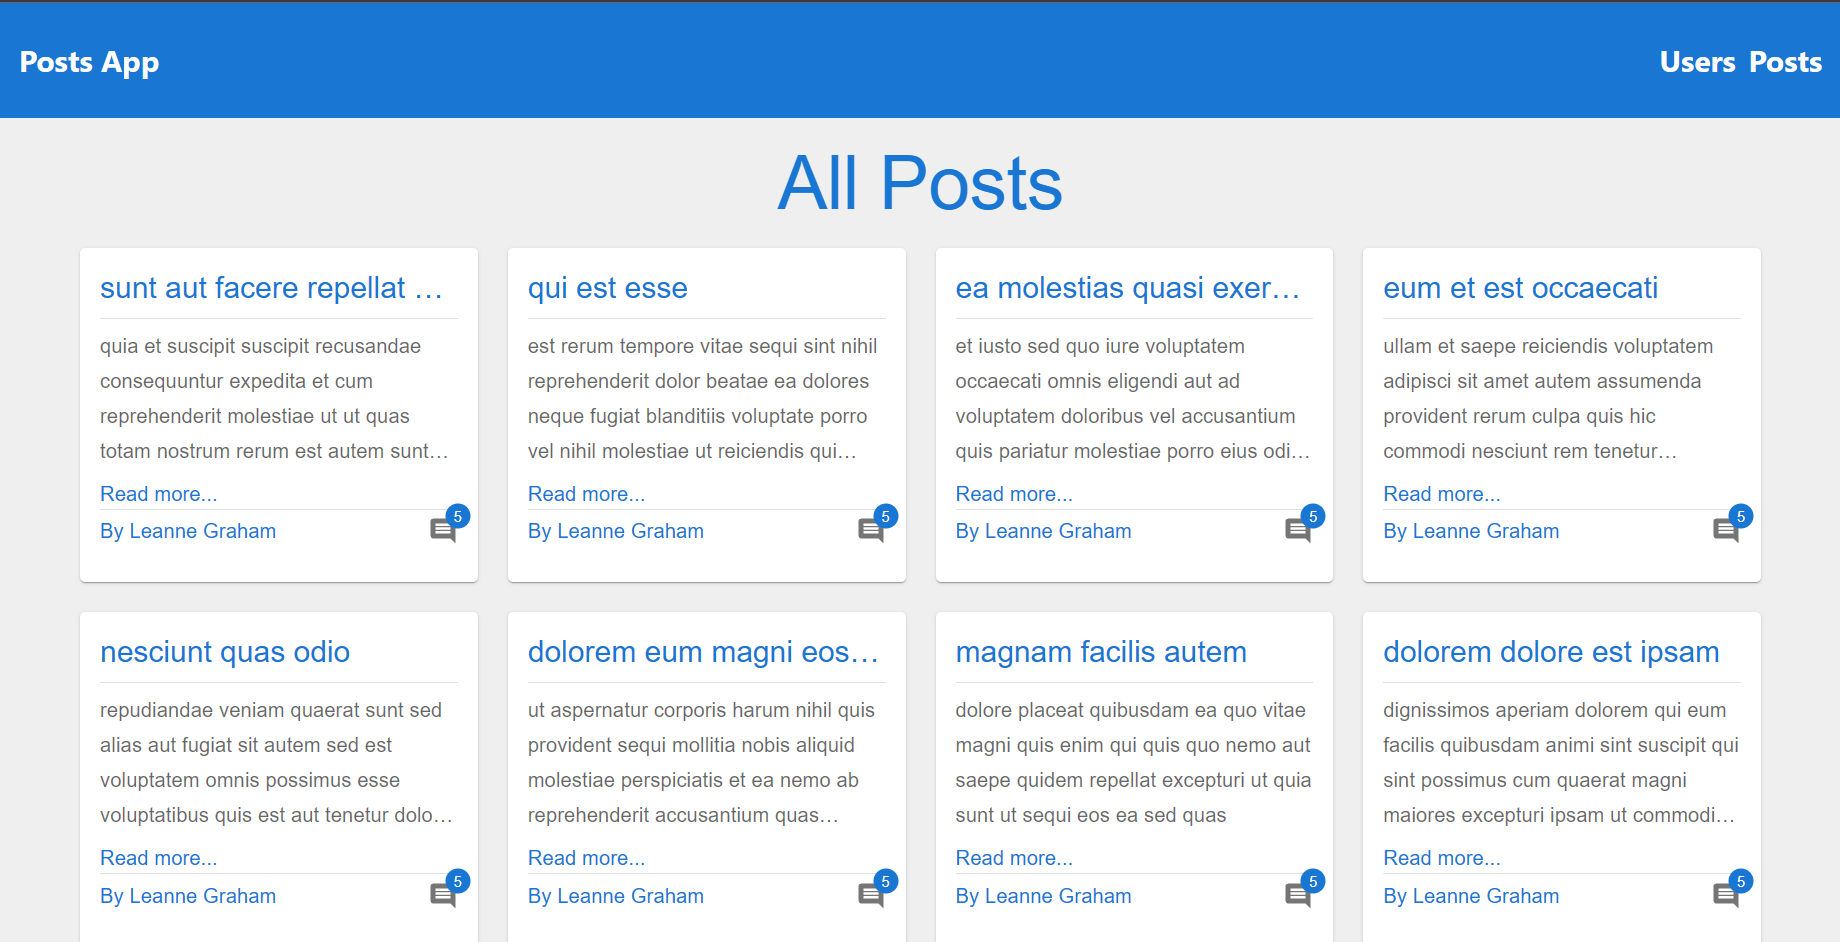 Posts App
Users Posts
All Posts
sunt aut facere repellat …
quia et suscipit suscipit recusandae
consequuntur expedita et cum
reprehenderit molestiae ut ut quas
totam nostrum rerum est autem sunt…
Read more...
By Leanne Graham
5
qui est esse
est rerum tempore vitae sequi sint nihil
reprehenderit dolor beatae ea dolores
neque fugiat blanditiis voluptate porro
vel nihil molestiae ut reiciendis qui…
Read more...
By Leanne Graham
5
ea molestias quasi exer…
et iusto sed quo iure voluptatem
occaecati omnis eligendi aut ad
voluptatem doloribus vel accusantium
quis pariatur molestiae porro eius odi…
Read more...
By Leanne Graham
5
eum et est occaecati
ullam et saepe reiciendis voluptatem
adipisci sit amet autem assumenda
provident rerum culpa quis hic
commodi nesciunt rem tenetur…
Read more...
By Leanne Graham
5
nesciunt quas odio
repudiandae veniam quaerat sunt sed
alias aut fugiat sit autem sed est
voluptatem omnis possimus esse
voluptatibus quis est aut tenetur dolo…
Read more...
By Leanne Graham
5
dolorem eum magni eos…
ut aspernatur corporis harum nihil quis
provident sequi mollitia nobis aliquid
molestiae perspiciatis et ea nemo ab
reprehenderit accusantium quas…
Read more...
By Leanne Graham
5
magnam facilis autem
dolore placeat quibusdam ea quo vitae
magni quis enim qui quis quo nemo aut
saepe quidem repellat excepturi ut quia
sunt ut sequi eos ea sed quas
Read more...
By Leanne Graham
5
dolorem dolore est ipsam
dignissimos aperiam dolorem qui eum
facilis quibusdam animi sint suscipit qui
sint possimus cum quaerat magni
maiores excepturi ipsam ut commodi…
Read more...
By Leanne Graham
5